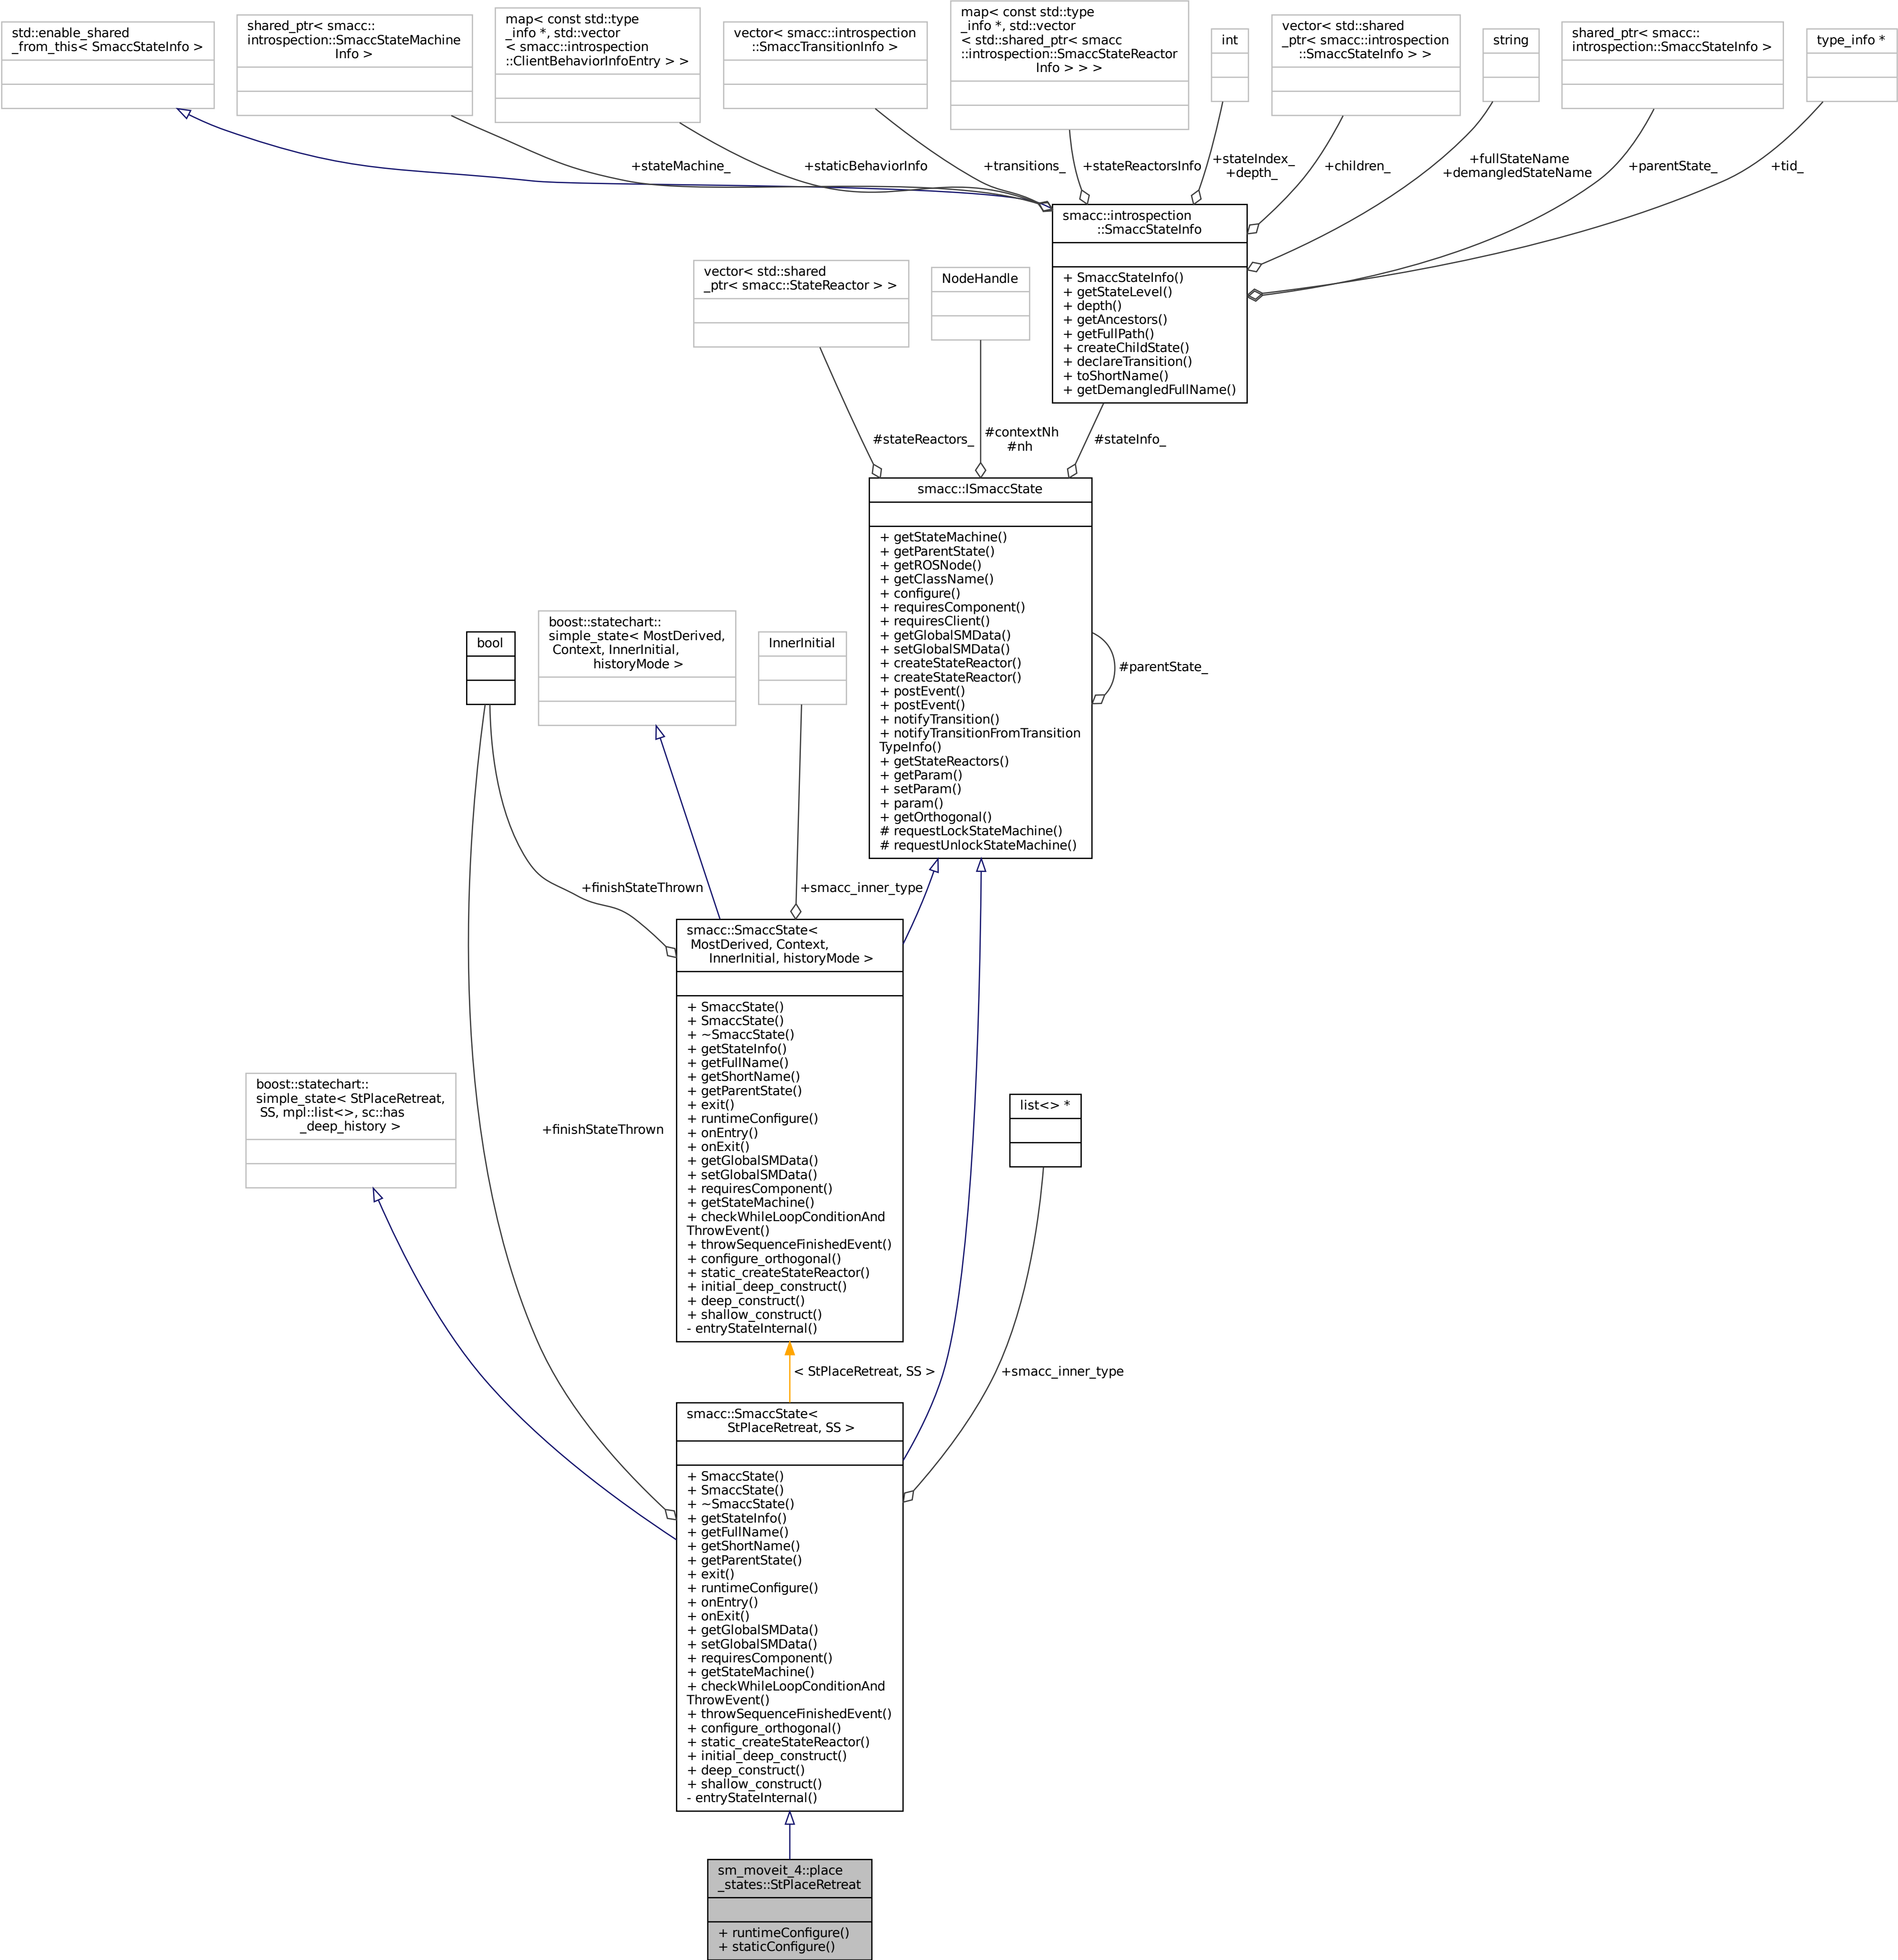 std::enable_shared
_from_this< SmaccStateInfo >
shared_ptr< smacc::
introspection::SmaccStateMachine
Info >
map< const std::type
_info *, std::vector
< smacc::introspection
::ClientBehaviorInfoEntry > >
vector< smacc::introspection
::SmaccTransitionInfo >
map< const std::type
_info *, std::vector
< std::shared_ptr< smacc
::introspection::SmaccStateReactor
Info > > >
int
vector< std::shared
_ptr< smacc::introspection
::SmaccStateInfo > >
string
shared_ptr< smacc::
introspection::SmaccStateInfo >
type_info *
+stateMachine_
+staticBehaviorInfo
+transitions_
+stateReactorsInfo
+stateIndex_
+depth_
+children_
+fullStateName
+demangledStateName
+parentState_
+tid_
smacc::introspection
::SmaccStateInfo
+ SmaccStateInfo()
+ getStateLevel()
+ depth()
+ getAncestors()
+ getFullPath()
+ createChildState()
+ declareTransition()
+ toShortName()
+ getDemangledFullName()
vector< std::shared
_ptr< smacc::StateReactor > >
NodeHandle
#stateReactors_
#contextNh
#nh
#stateInfo_
smacc::ISmaccState
+ getStateMachine()
+ getParentState()
+ getROSNode()
+ getClassName()
+ configure()
+ requiresComponent()
+ requiresClient()
+ getGlobalSMData()
+ setGlobalSMData()
+ createStateReactor()
+ createStateReactor()
+ postEvent()
+ postEvent()
+ notifyTransition()
+ notifyTransitionFromTransition
TypeInfo()
+ getStateReactors()
+ getParam()
+ setParam()
+ param()
+ getOrthogonal()
# requestLockStateMachine()
# requestUnlockStateMachine()
#parentState_
bool
boost::statechart::
simple_state< MostDerived,
Context, InnerInitial,
historyMode >
InnerInitial
+finishStateThrown
+smacc_inner_type
smacc::SmaccState<
MostDerived, Context,
InnerInitial, historyMode >
+ SmaccState()
+ SmaccState()
+ ~SmaccState()
+ getStateInfo()
+ getFullName()
+ getShortName()
+ getParentState()
+ exit()
+ runtimeConfigure()
+ onEntry()
+ onExit()
+ getGlobalSMData()
+ setGlobalSMData()
+ requiresComponent()
+ getStateMachine()
+ checkWhileLoopConditionAnd
ThrowEvent()
+ throwSequenceFinishedEvent()
+ configure_orthogonal()
+ static_createStateReactor()
+ initial_deep_construct()
+ deep_construct()
+ shallow_construct()
- entryStateInternal()
boost::statechart::
simple_state< StPlaceRetreat,
SS, mpl::list<>, sc::has
_deep_history >
+finishStateThrown
list<> *
< StPlaceRetreat, SS >
+smacc_inner_type
smacc::SmaccState<
StPlaceRetreat, SS >
+ SmaccState()
+ SmaccState()
+ ~SmaccState()
+ getStateInfo()
+ getFullName()
+ getShortName()
+ getParentState()
+ exit()
+ runtimeConfigure()
+ onEntry()
+ onExit()
+ getGlobalSMData()
+ setGlobalSMData()
+ requiresComponent()
+ getStateMachine()
+ checkWhileLoopConditionAnd
ThrowEvent()
+ throwSequenceFinishedEvent()
+ configure_orthogonal()
+ static_createStateReactor()
+ initial_deep_construct()
+ deep_construct()
+ shallow_construct()
- entryStateInternal()
sm_moveit_4::place
_states::StPlaceRetreat
+ runtimeConfigure()
+ staticConfigure()